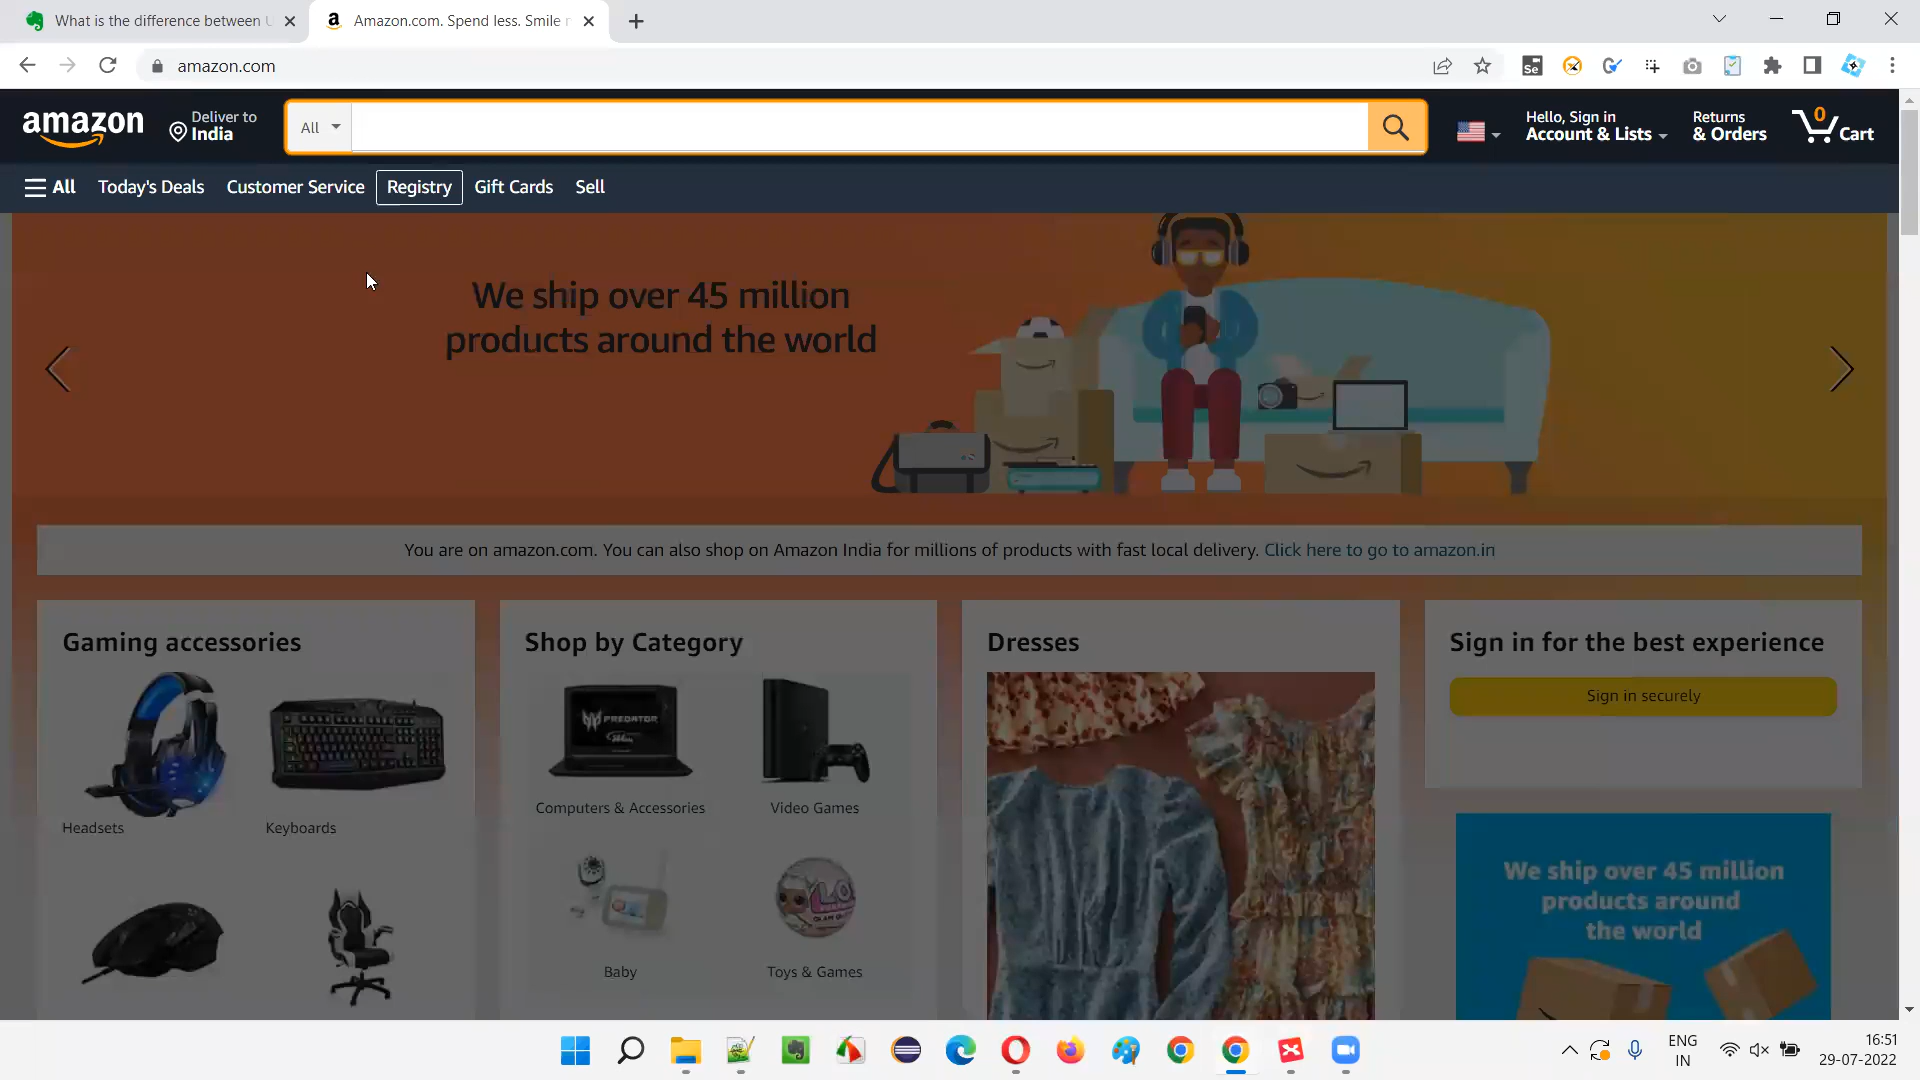 What is the difference between U
Amazon.com. Spend less. Smile m
amazon.com
Se
amazon
Deliver to
India
All
Hello, Sign in
Account & Lists
Returns
& Orders
0
Cart
All
Today's Deals
Customer Service
Registry
Gift Cards
Sell
We ship over 45 million
products around the world
You are on amazon.com. You can also shop on Amazon India for millions of products with fast local delivery. Click here to go to amazon.in
Gaming accessories
Headsets
Keyboards
Shop by Category
PREDATOR
Computers & Accessories
Video Games
Baby
Toys & Games
Dresses
Sign in for the best experience
Sign in securely
We ship over 45 million
products around
the world
ENG
IN
16:51
29-07-2022